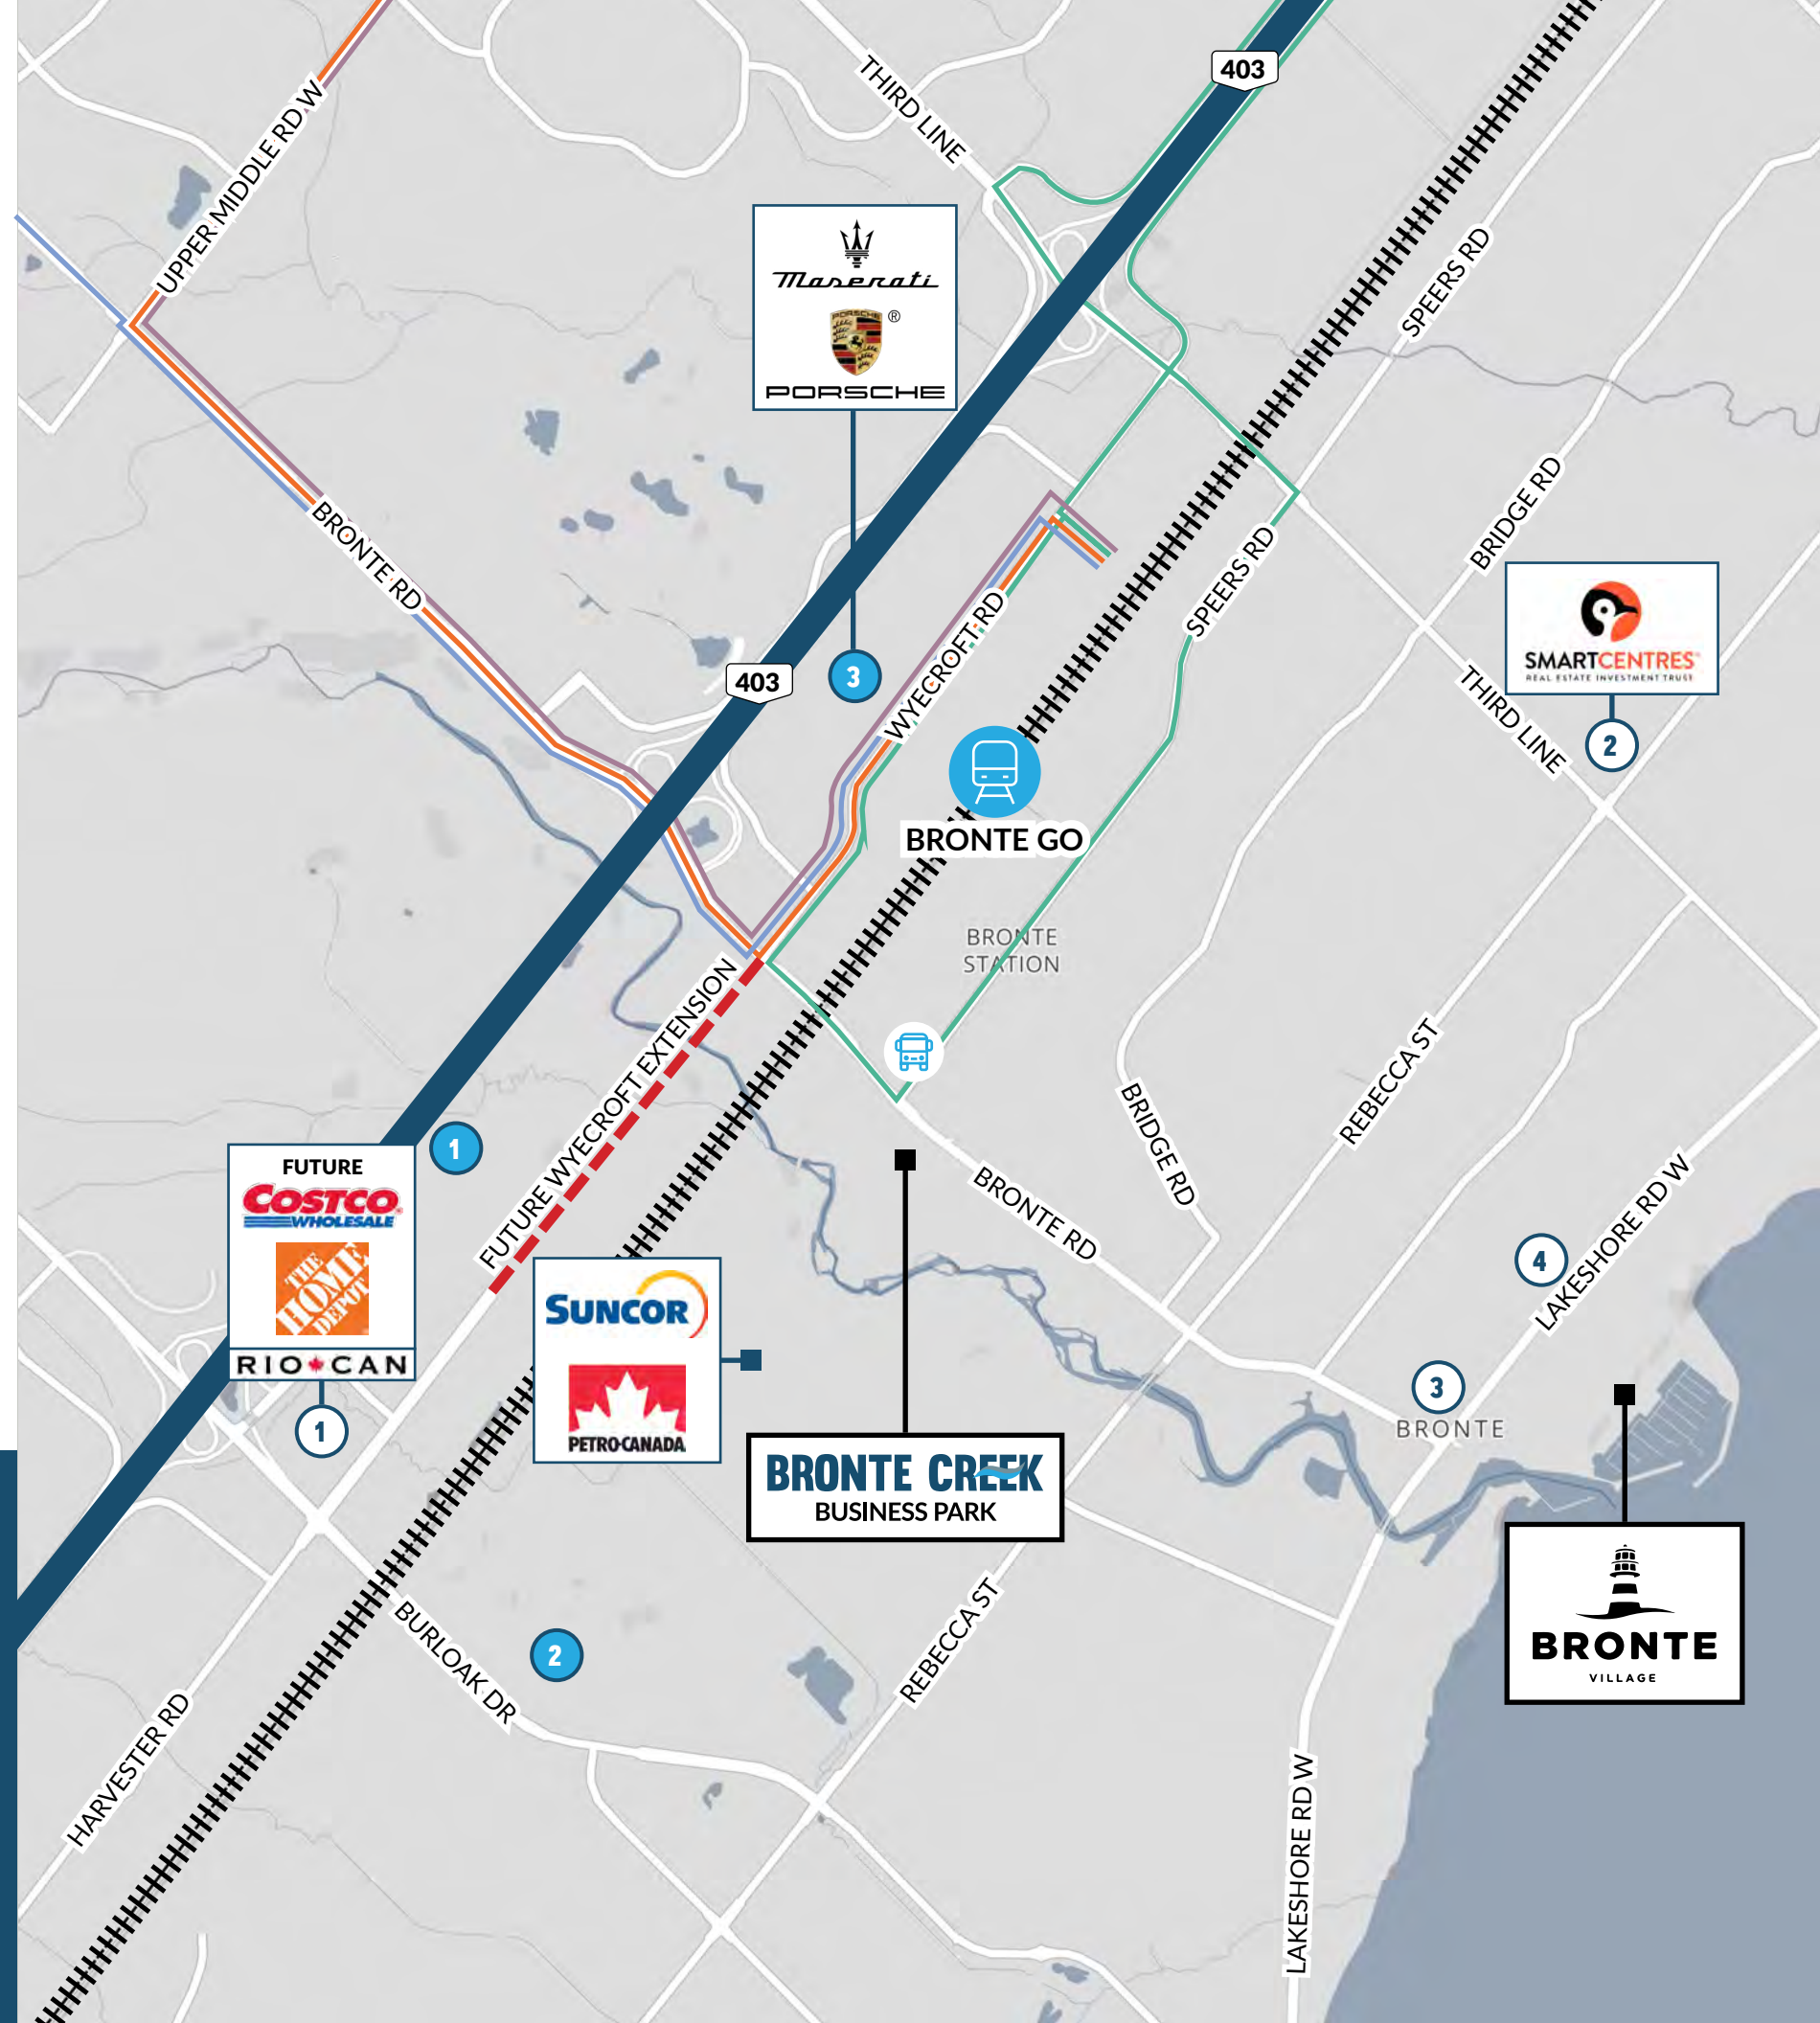 403
THIRD LINE
UPPER MIDDLE RD W
Maserati
PORSCHE
®
PORSCHE
SPEERS RD
BRIDGE RD
BRONTE RD
SPEERS RD
WYECROFT RD
SMARTCENTRES
REAL ESTATE INVESTMENT TRUST
THIRD LINE
2
403
3
BRONTE GO
BRONTE
STATION
FUTURE WYECROFT EXTENSION
REBECCA ST
BRIDGE RD
1
FUTURE
COSTCO
WHOLESALE
THE
HOME
DEPOT
RIO CAN
1
BRONTE RD
LAKESHORE RD W
4
SUNCOR
PETRO-CANADA
3
BRONTE
BRONTE CREEK
BUSINESS PARK
BRONTE
VILLAGE
REBECCA ST
BURLOAK DR
2
HARVESTER RD
LAKESHORE RD W